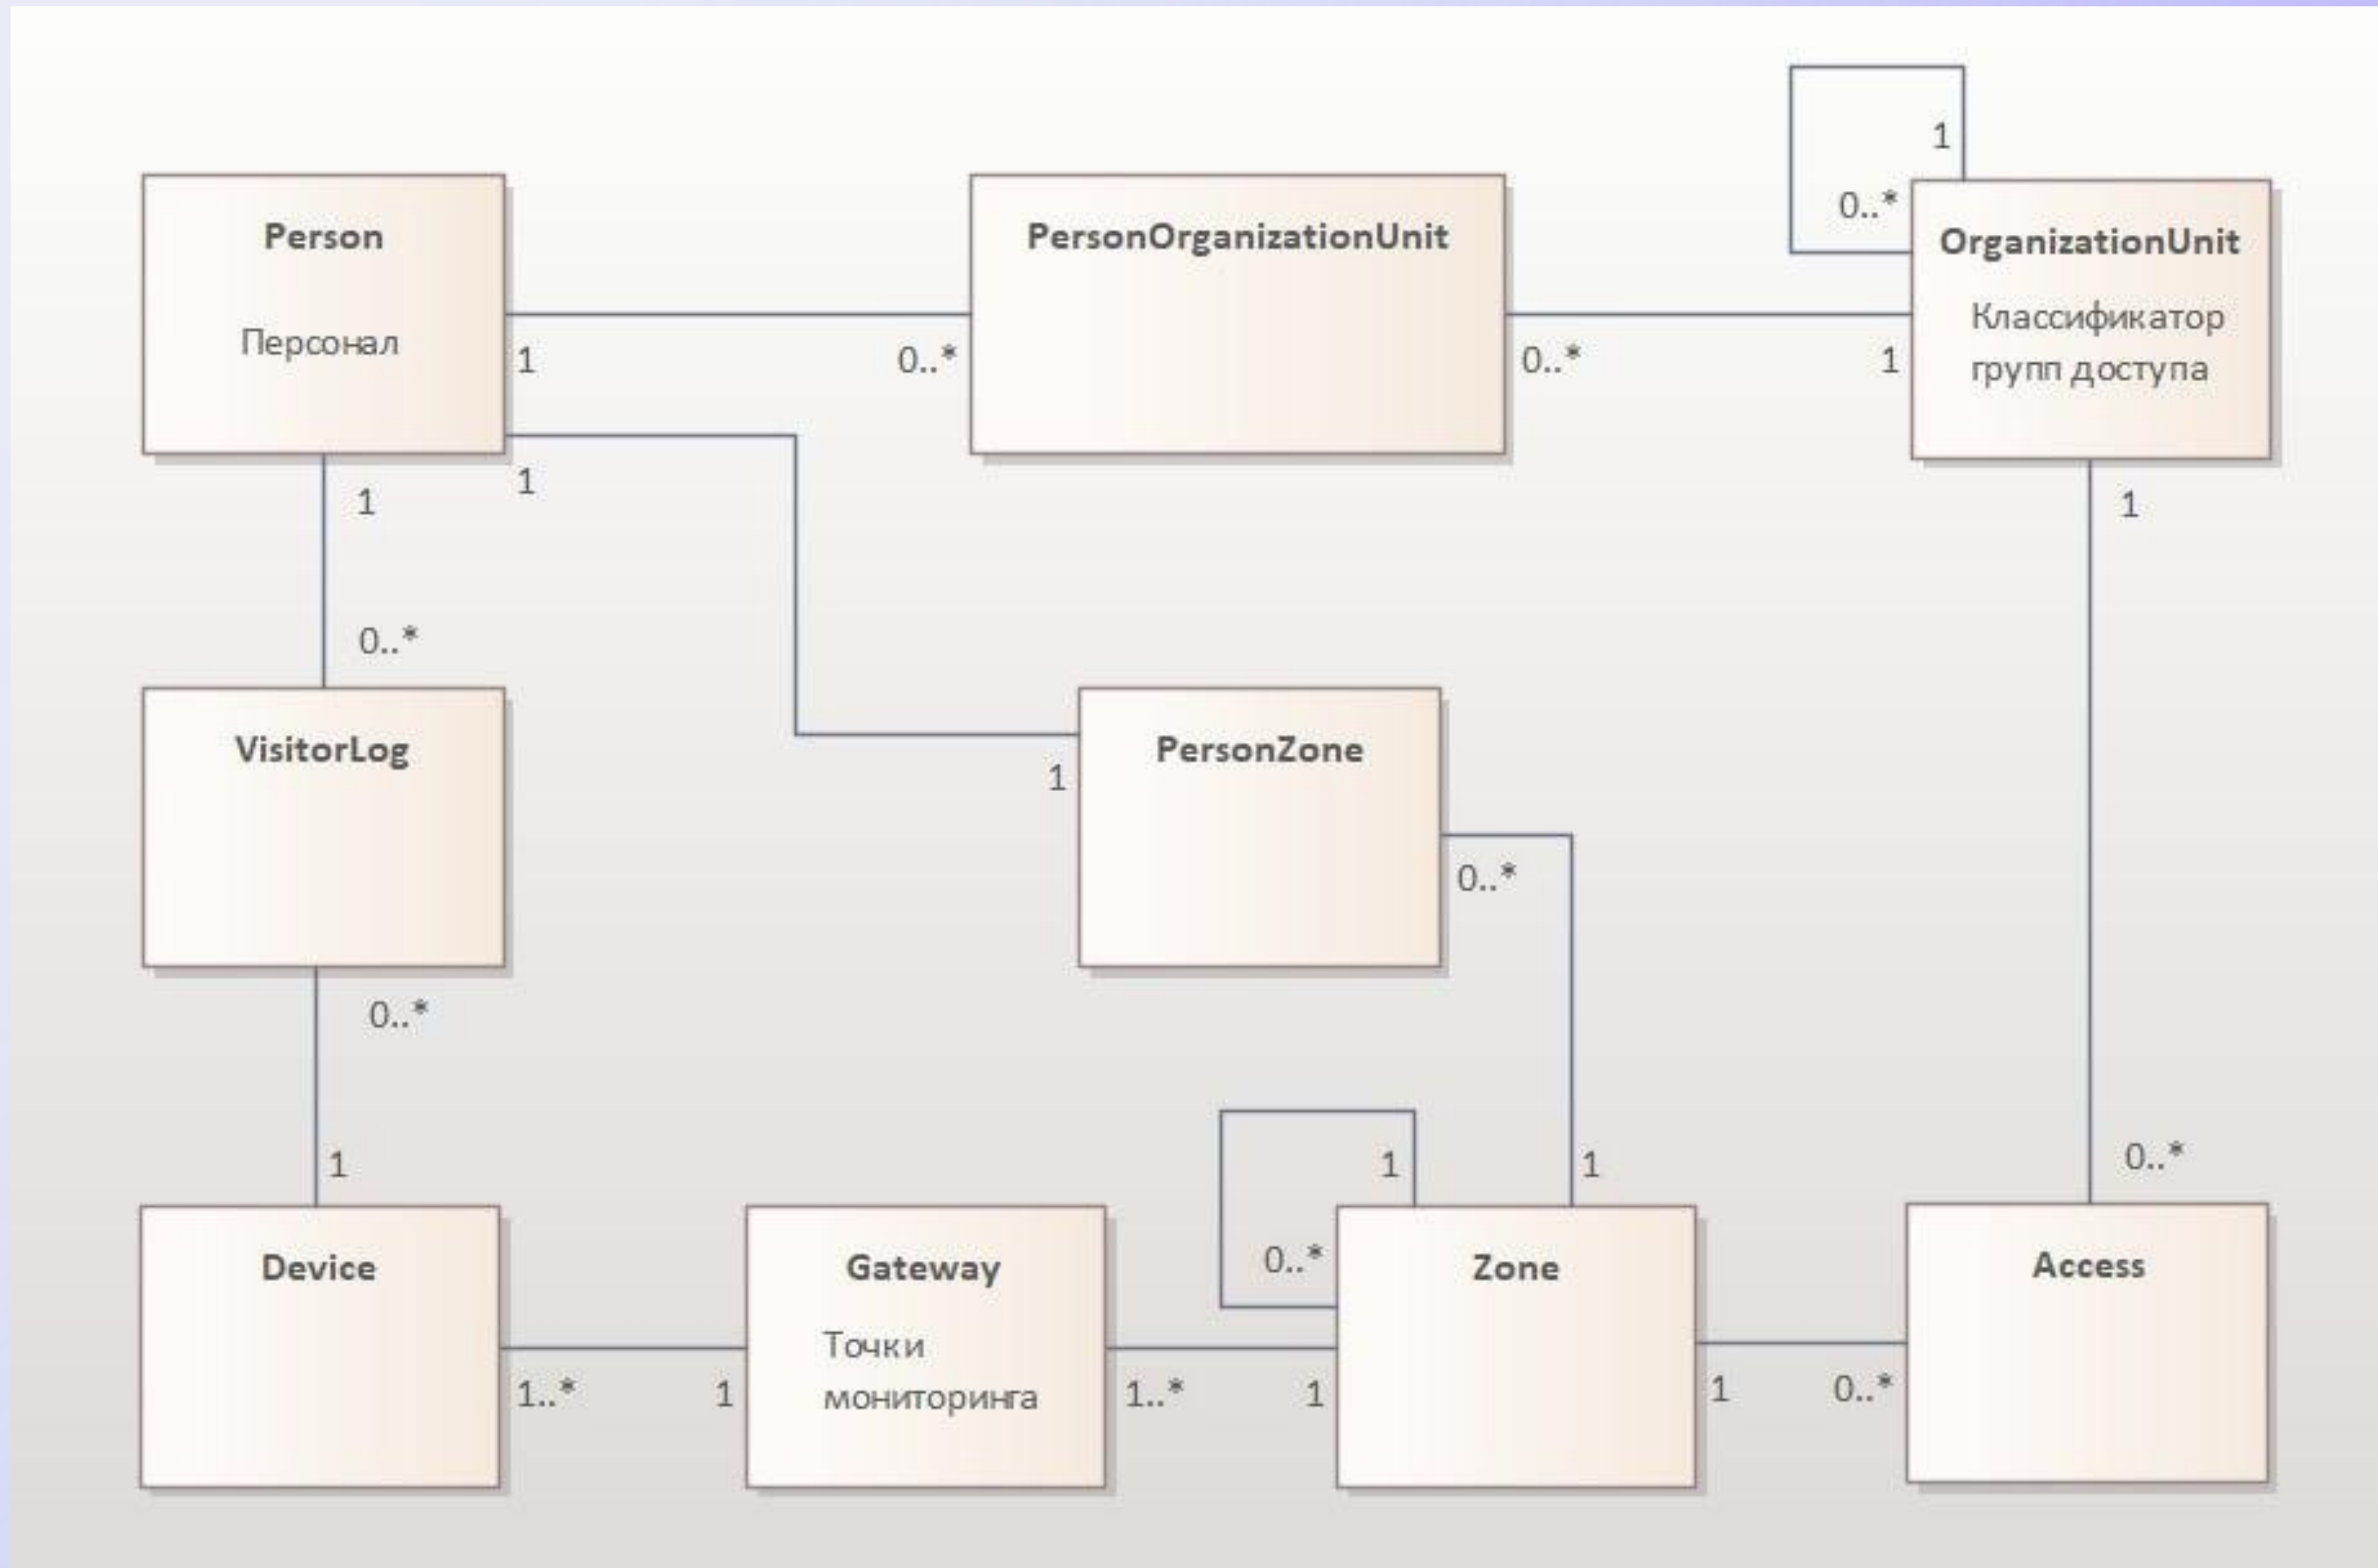 1
0..*
Person
Персонал
PersonOrganizationUnit
OrganizationUnit
Классификатор
групп доступа
1
0..*
0..*
1
1
1
1
0..*
VisitorLog
PersonZone
1
0..*
0..*
1
1
1
0..*
0..*
Device
Gateway
Точки
мониторинга
Zone
Access
1..*
1
1..*
1
1
0..*